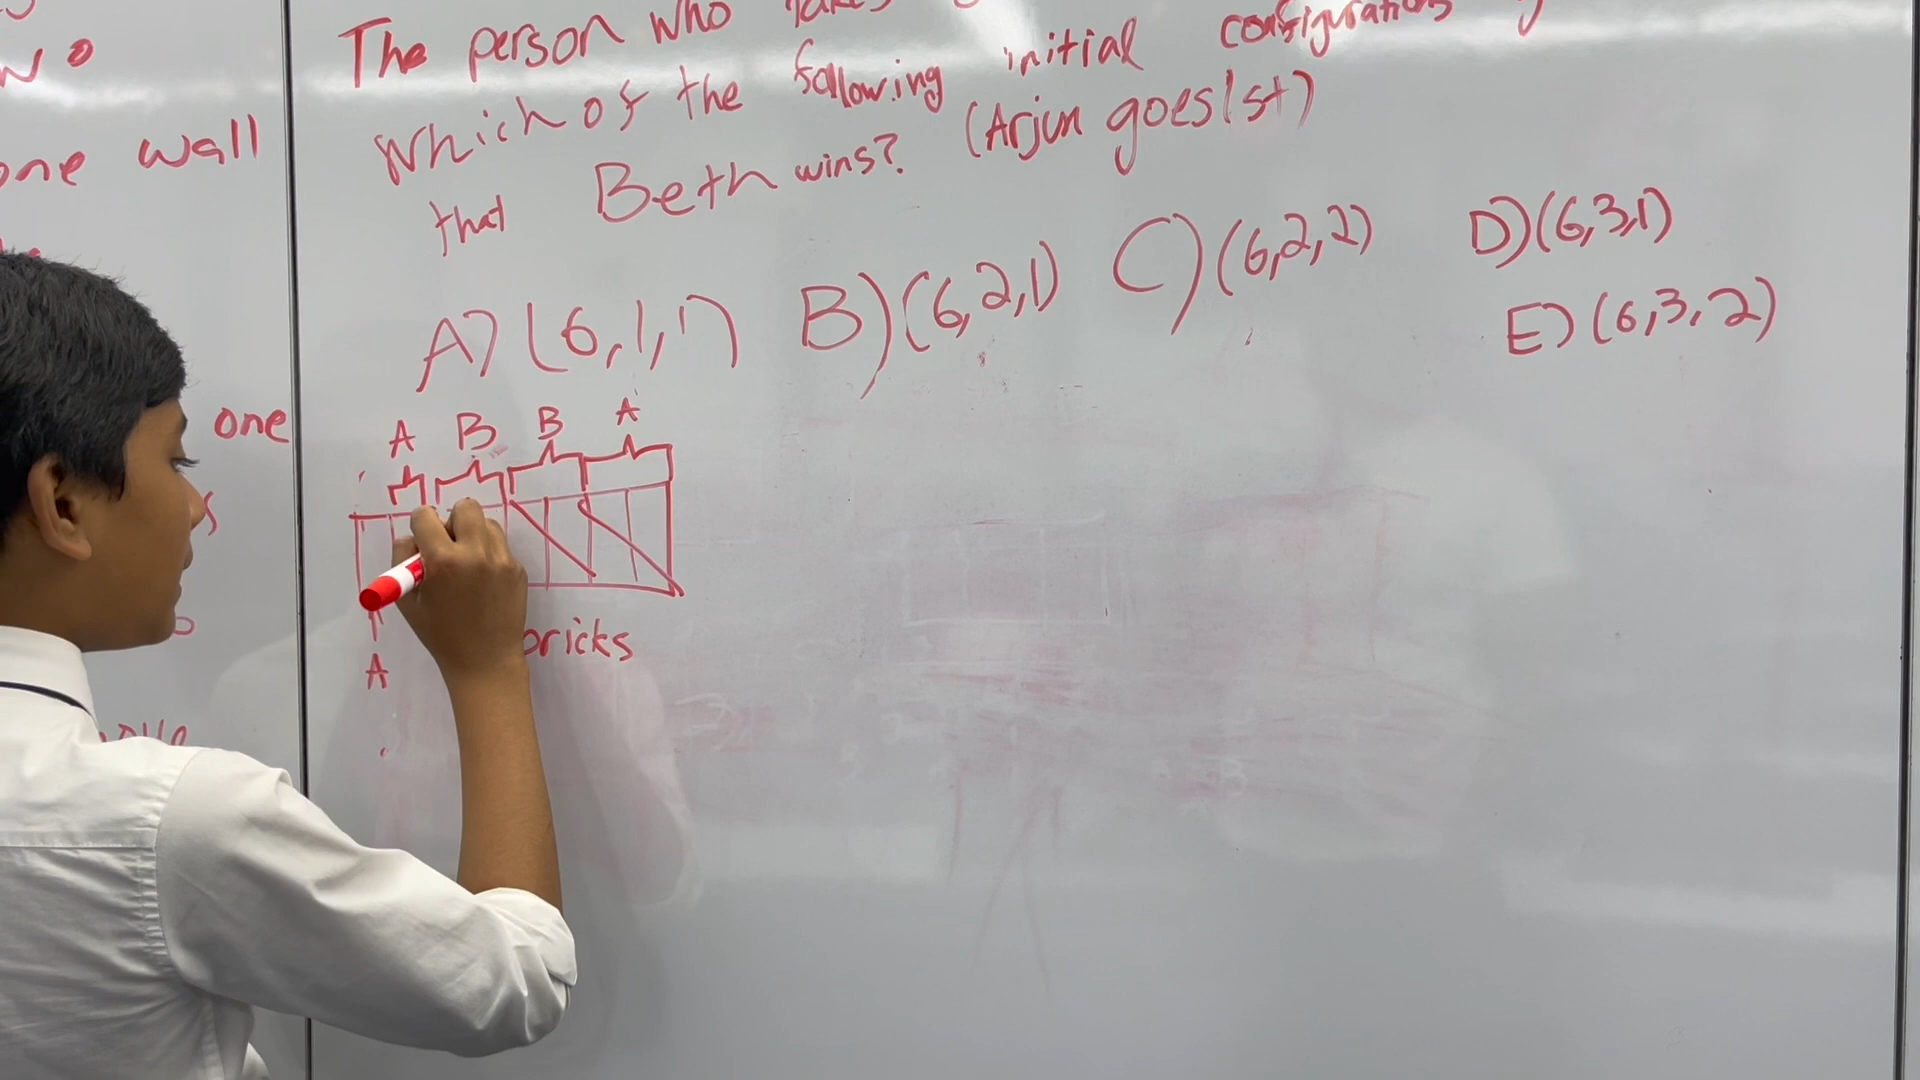 one wall
one
The person who takes
Which of the following initial configurations
that Beth wins? (Arjun goes 1st)
A) (6,1,1) B) (6,2,1) C) (6,2,2) D) (6,3,1)
E) (6,3,2)
A B B A
bricks
A